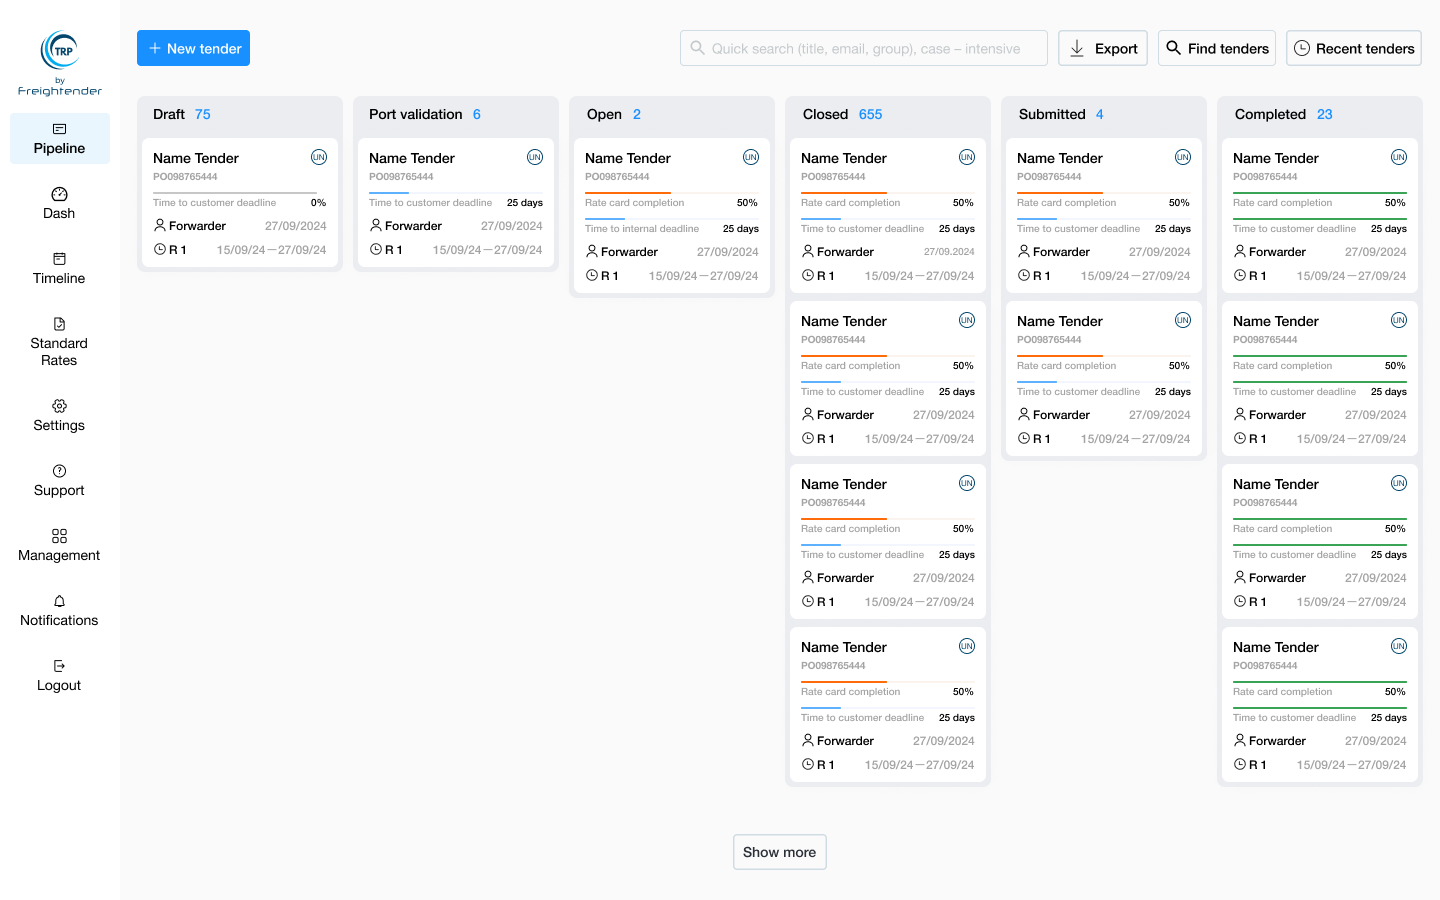 TRP
by
Freightender
Pipeline
Dash
Timeline
Standard
Rates
Settings
Support
Management
Notifications
Logout
New tender
Quick search (title, email, group), case – intensive
Export
Find tenders
Recent tenders
Draft 75
Name Tender UN
PO098765444
Time to customer deadline 0%
Forwarder 27/09/2024
R 1 15/09/24—27/09/24
Port validation 6
Name Tender UN
PO098765444
Time to customer deadline 25 days
Forwarder 27/09/2024
R 1 15/09/24—27/09/24
Open 2
Name Tender UN
PO098765444
Rate card completion 50%
Time to internal deadline 25 days
Forwarder 27/09/2024
R 1 15/09/24—27/09/24
Closed 655
Name Tender UN
PO098765444
Rate card completion 50%
Time to customer deadline 25 days
Forwarder 27/09.2024
R 1 15/09/24—27/09/24
Name Tender UN
PO098765444
Rate card completion 50%
Time to customer deadline 25 days
Forwarder 27/09/2024
R 1 15/09/24—27/09/24
Name Tender UN
PO098765444
Rate card completion 50%
Time to customer deadline 25 days
Forwarder 27/09/2024
R 1 15/09/24—27/09/24
Name Tender UN
PO098765444
Rate card completion 50%
Time to customer deadline 25 days
Forwarder 27/09/2024
R 1 15/09/24—27/09/24
Submitted 4
Name Tender UN
PO098765444
Rate card completion 50%
Time to customer deadline 25 days
Forwarder 27/09/2024
R 1 15/09/24—27/09/24
Name Tender UN
PO098765444
Rate card completion 50%
Time to customer deadline 25 days
Forwarder 27/09/2024
R 1 15/09/24—27/09/24
Completed 23
Name Tender UN
PO098765444
Rate card completion 50%
Time to customer deadline 25 days
Forwarder 27/09/2024
R 1 15/09/24—27/09/24
Name Tender UN
PO098765444
Rate card completion 50%
Time to customer deadline 25 days
Forwarder 27/09/2024
R 1 15/09/24—27/09/24
Name Tender UN
PO098765444
Rate card completion 50%
Time to customer deadline 25 days
Forwarder 27/09/2024
R 1 15/09/24—27/09/24
Name Tender UN
PO098765444
Rate card completion 50%
Time to customer deadline 25 days
Forwarder 27/09/2024
R 1 15/09/24—27/09/24
Show more